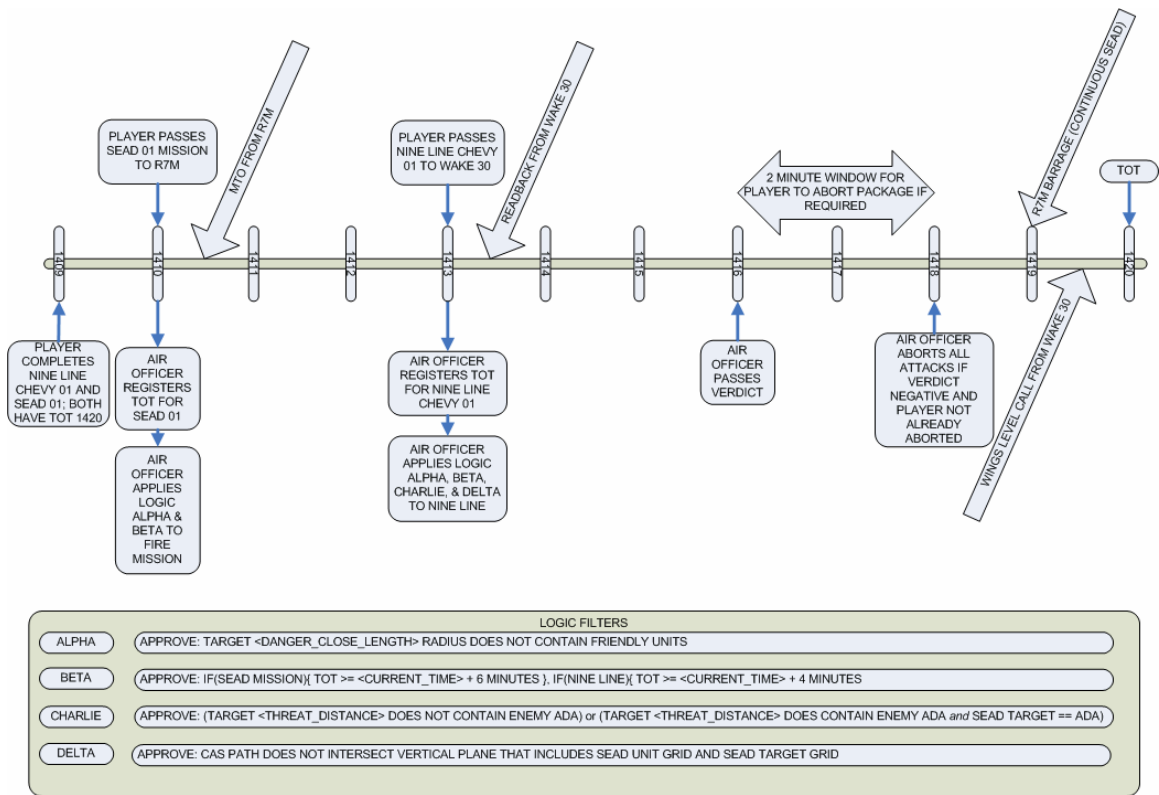 PLAYER PASSES
SEAD 01 MISSION
TO R7M
MTO FROM R7M
PLAYER PASSES
NINE LINE CHEVY
01 TO WAKE 30
READBACK FROM WAKE 30
2 MINUTE WINDOW FOR
PLAYER TO ABORT PACKAGE IF
REQUIRED
R7M BARRAGE (CONTINUOUS SEAD)
TOT
1409
1410
1411
1412
1413
1414
1415
1416
1417
1418
1419
1420
PLAYER
COMPLETES
NINE LINE
CHEVY 01 AND
SEAD 01; BOTH
HAVE TOT 1420
AIR
OFFICER
REGISTERS
TOT FOR
SEAD 01
AIR
OFFICER
APPLIES
LOGIC
ALPHA &
BETA TO
FIRE
MISSION
AIR OFFICER
REGISTERS TOT
FOR NINE LINE
CHEVY 01
AIR OFFICER
APPLIES LOGIC
ALPHA, BETA,
CHARLIE, & DELTA
TO NINE LINE
AIR
OFFICER
PASSES
VERDICT
AIR OFFICER
ABORTS ALL
ATTACKS IF
VERDICT
NEGATIVE AND
PLAYER NOT
ALREADY
ABORTED
WINGS LEVEL CALL FROM WAKE 30
LOGIC FILTERS
ALPHA
APPROVE: TARGET <DANGER_CLOSE_LENGTH> RADIUS DOES NOT CONTAIN FRIENDLY UNITS
BETA
APPROVE: IF(SEAD MISSION){ TOT >= <CURRENT_TIME> + 6 MINUTES }, IF(NINE LINE){ TOT >= <CURRENT_TIME> + 4 MINUTES
CHARLIE
APPROVE: (TARGET <THREAT_DISTANCE> DOES NOT CONTAIN ENEMY ADA) or (TARGET <THREAT_DISTANCE> DOES CONTAIN ENEMY ADA and SEAD TARGET == ADA)
DELTA
APPROVE: CAS PATH DOES NOT INTERSECT VERTICAL PLANE THAT INCLUDES SEAD UNIT GRID AND SEAD TARGET GRID